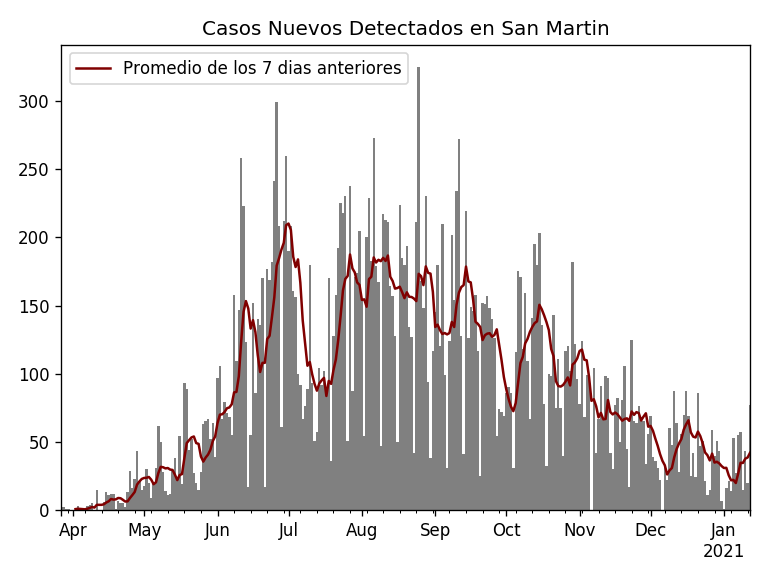 Casos Nuevos Detectados en San Martin
Promedio de los 7 dias anteriores
300
250
200
150
100
50
0
Apr May Jun Jul Aug Sep Oct Nov Dec Jan
2021